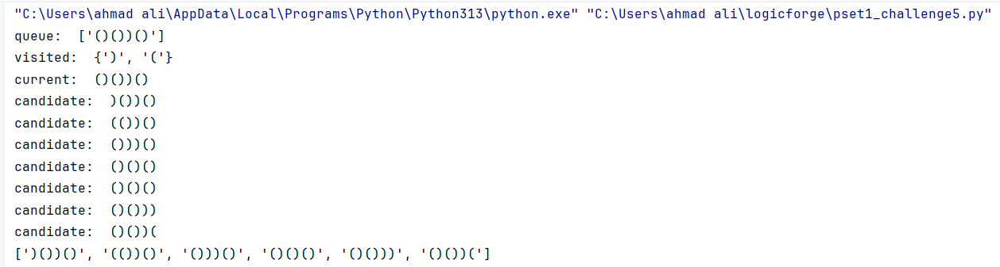 "C:\Users\ahmad ali\AppData\Local\Programs\Python\Python313\python.exe" "C:\Users\ahmad ali\logicforge\pset1_challenge5.py"
queue:  ['()())()']
visited:  {')', '('}
current:  ()())()
candidate:  )())()
candidate:  (())()
candidate:  ()))()
candidate:  ()()()
candidate:  ()()()
candidate:  ()()))
candidate:  ()())(
[')())()', '(())()', '()))()', '()()()', '()()))', '()())(']